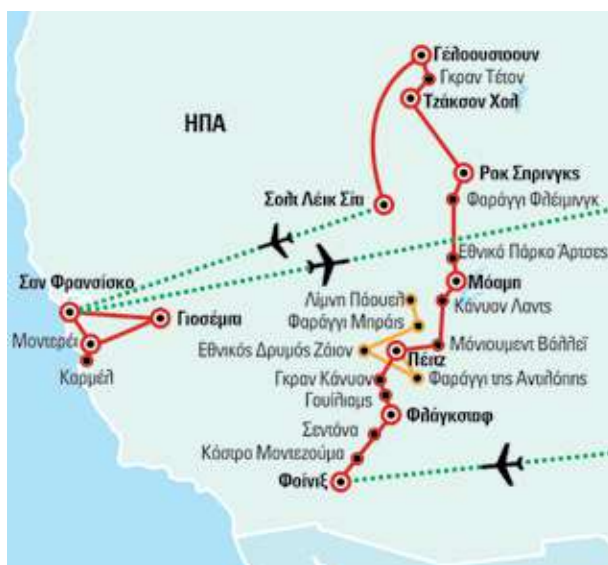 Γέλοουστοουν
Γκραν Τέτον
Τζάκσον Χολ
ΗΠΑ
Ροκ Σπρινγκς
Φαράγγι Φλέιμινγκ
Σολτ Λέικ Σίτι
Εθνικό Πάρκο Άρτσες
Σαν Φρανσίσκο
Μόαμπ
Λίμνη Πάουελ
Κάνυον Λαντς
Γιοσέμιτι
Φαράγγι Μπράις
Μοντερέι
Εθνικός Δρυμός Ζάιον
Μόνιουμεντ Βάλλεϊ
Πέιτζ
Καρμέλ
Γκραν Κάνυον
Φαράγγι της Αντιλόπης
Γουίλιαμς
Φλάγκσταφ
Σεντόνα
Κάστρο Μοντεζούμα
Φοίνιξ